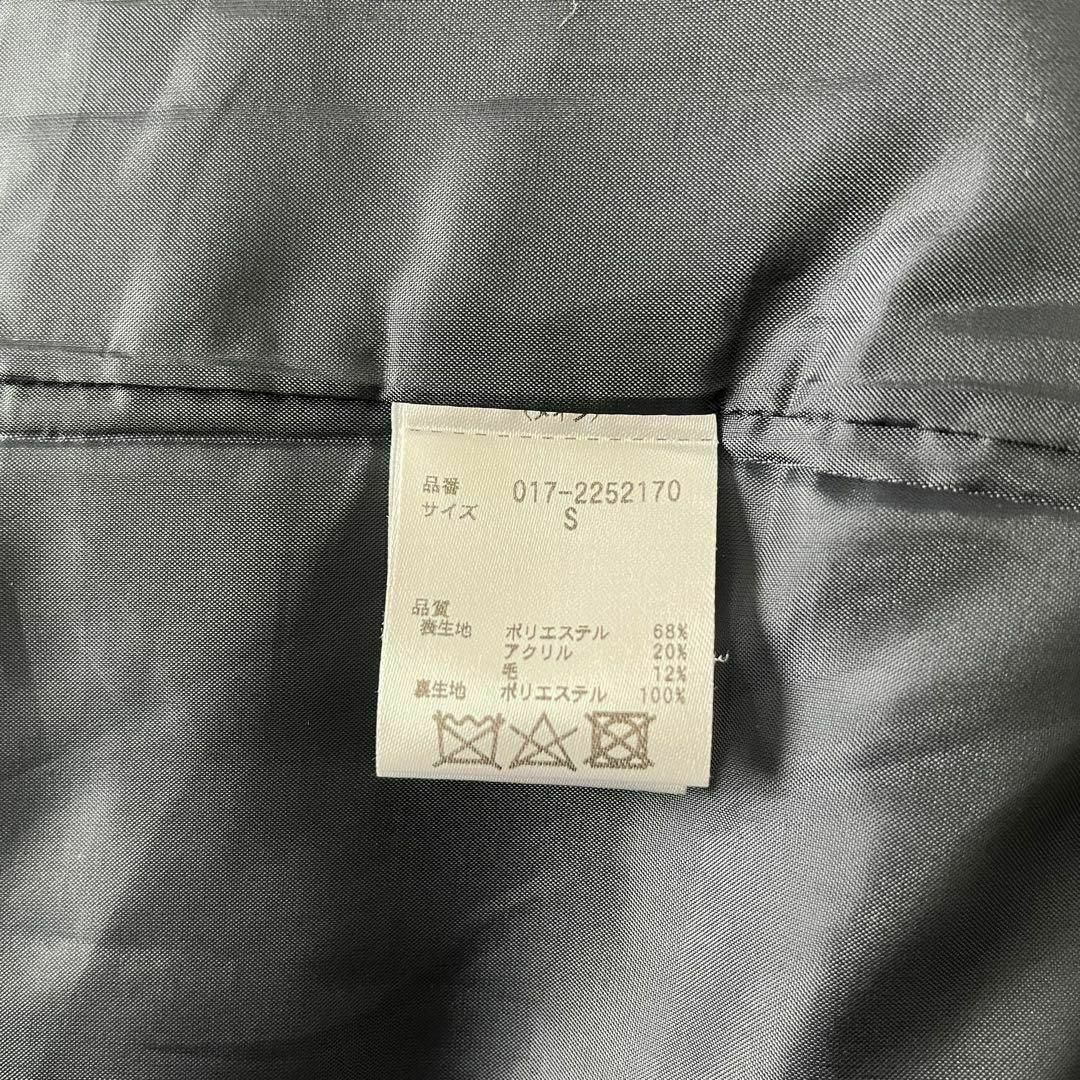 品番 017-2252170
サイズ S
品質
表生地 ポリエステル 68%
アクリル 20%
毛 12%
裏生地 ポリエステル 100%